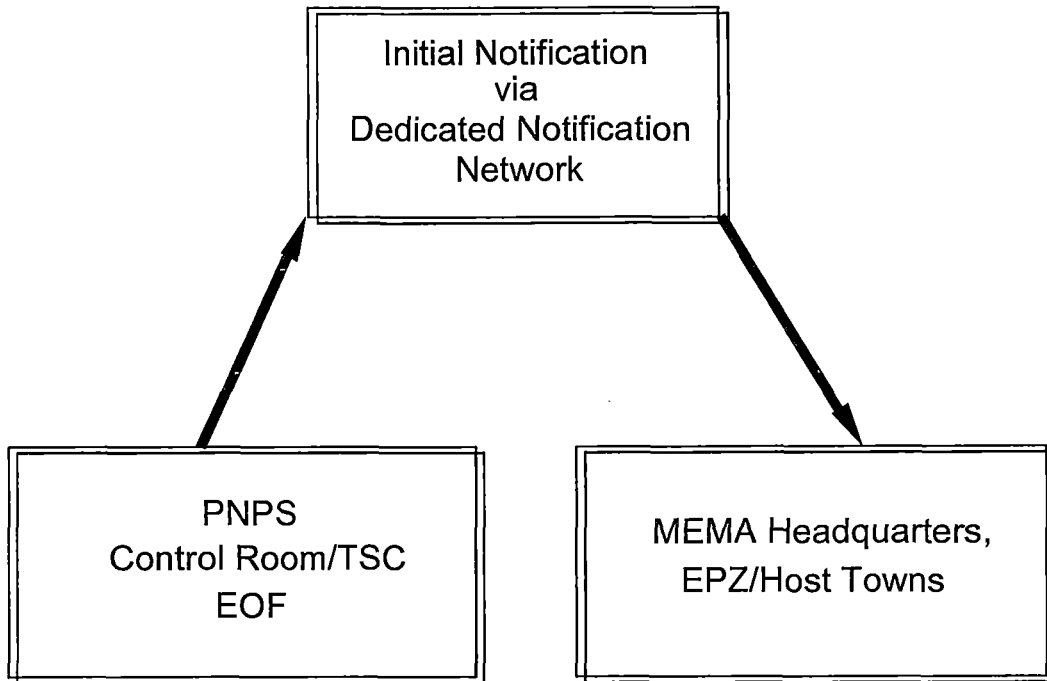 Initial Notification
via
Dedicated Notification
Network
PNPS
Control Room/TSC
EOF
MEMA Headquarters,
EPZ/Host Towns